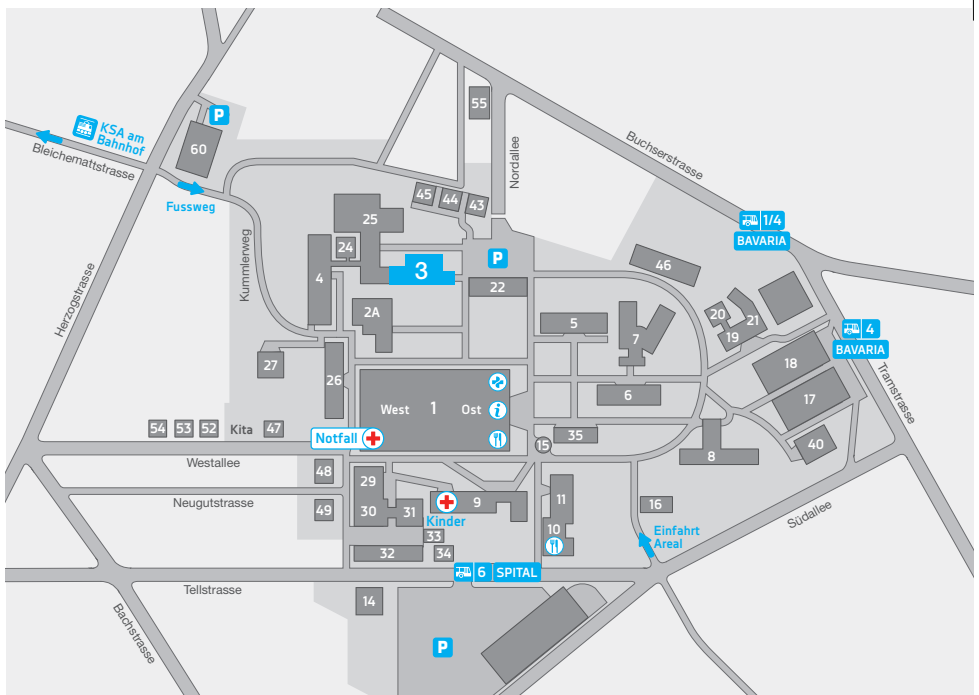 55
P
KSA am
Bahnhof
60
Bleichemattstrasse
Buchserstrasse
Nordallee
Fussweg
45
44
43
25
1/4
BAVARIA
24
P
46
3
Kummlerweg
4
22
Herzogstrasse
2A
5
7
20
21
19
4
BAVARIA
27
26
18
6
17
West
1
Ost
i
Tramstrasse
54
53
52
Kita
47
Notfall
35
15
40
8
Westallee
48
29
Neugutstrasse
49
30
31
9
11
16
Südallee
Kinder
10
33
Einfahrt
Areal
32
34
6
SPITAL
Tellstrasse
14
Bachstrasse
P